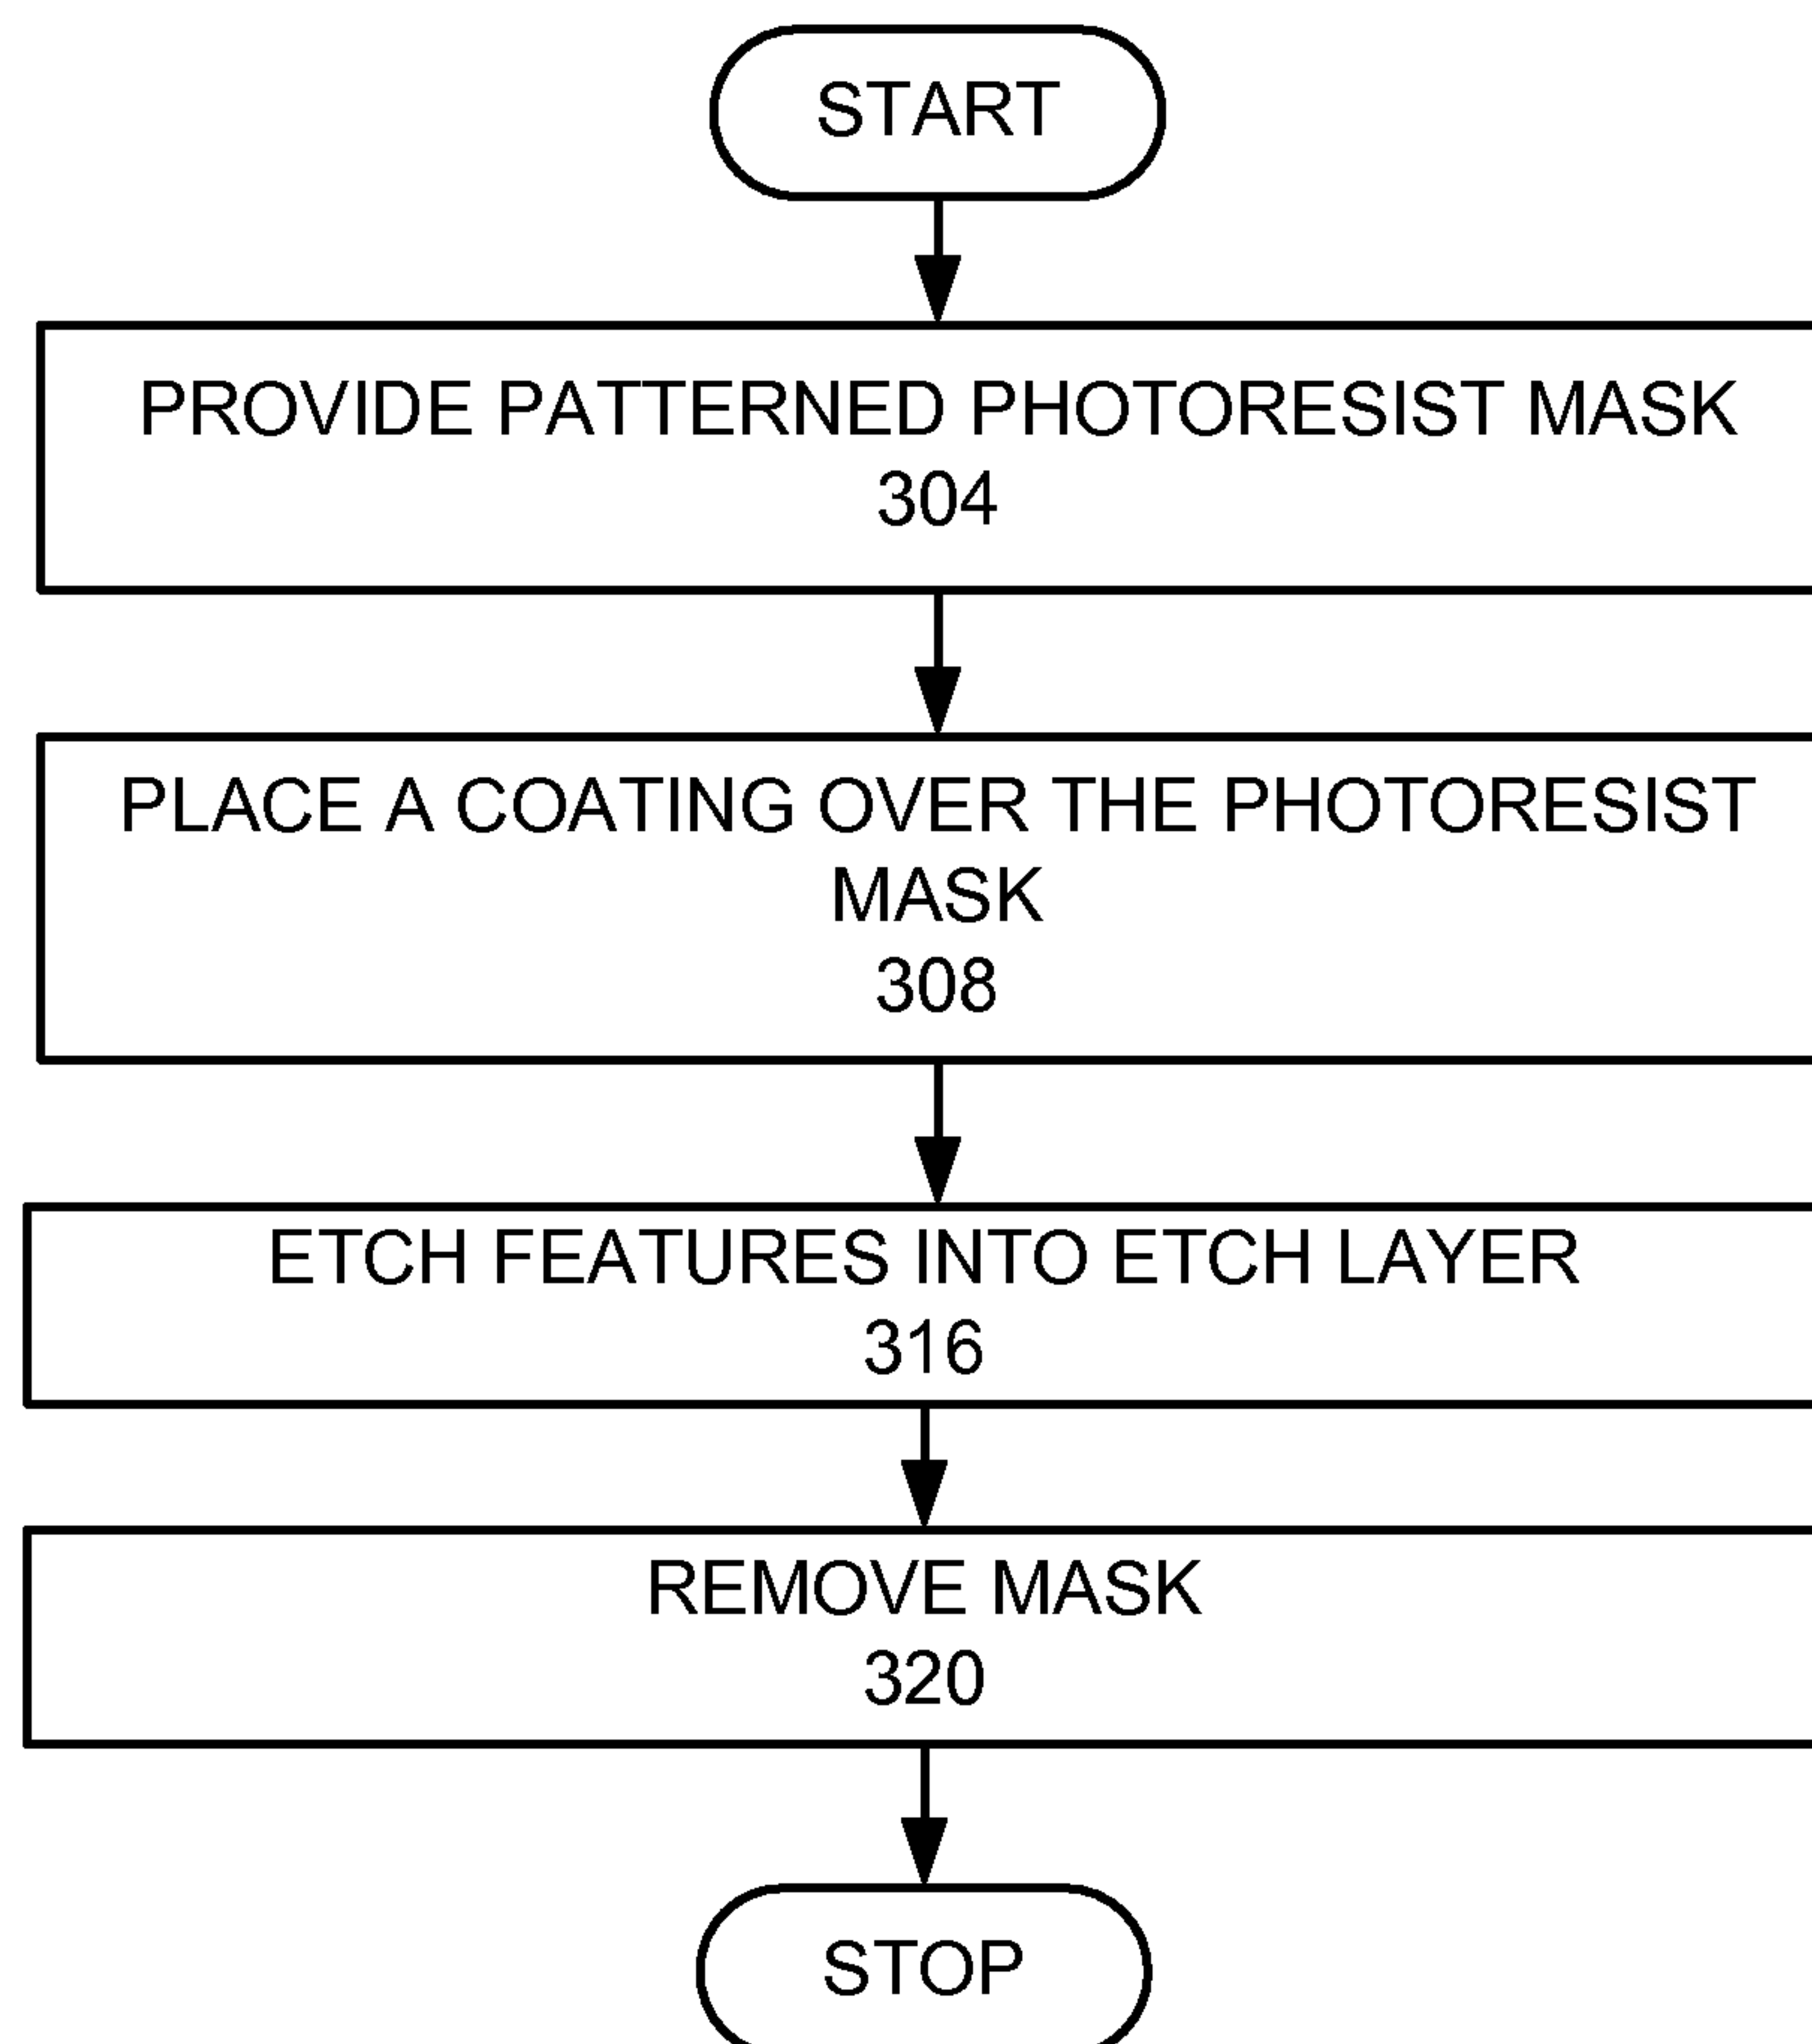 START
PROVIDE PATTERNED PHOTORESIST MASK
304
PLACE A COATING OVER THE PHOTORESIST
MASK
308
ETCH FEATURES INTO ETCH LAYER
316
REMOVE MASK
320
STOP